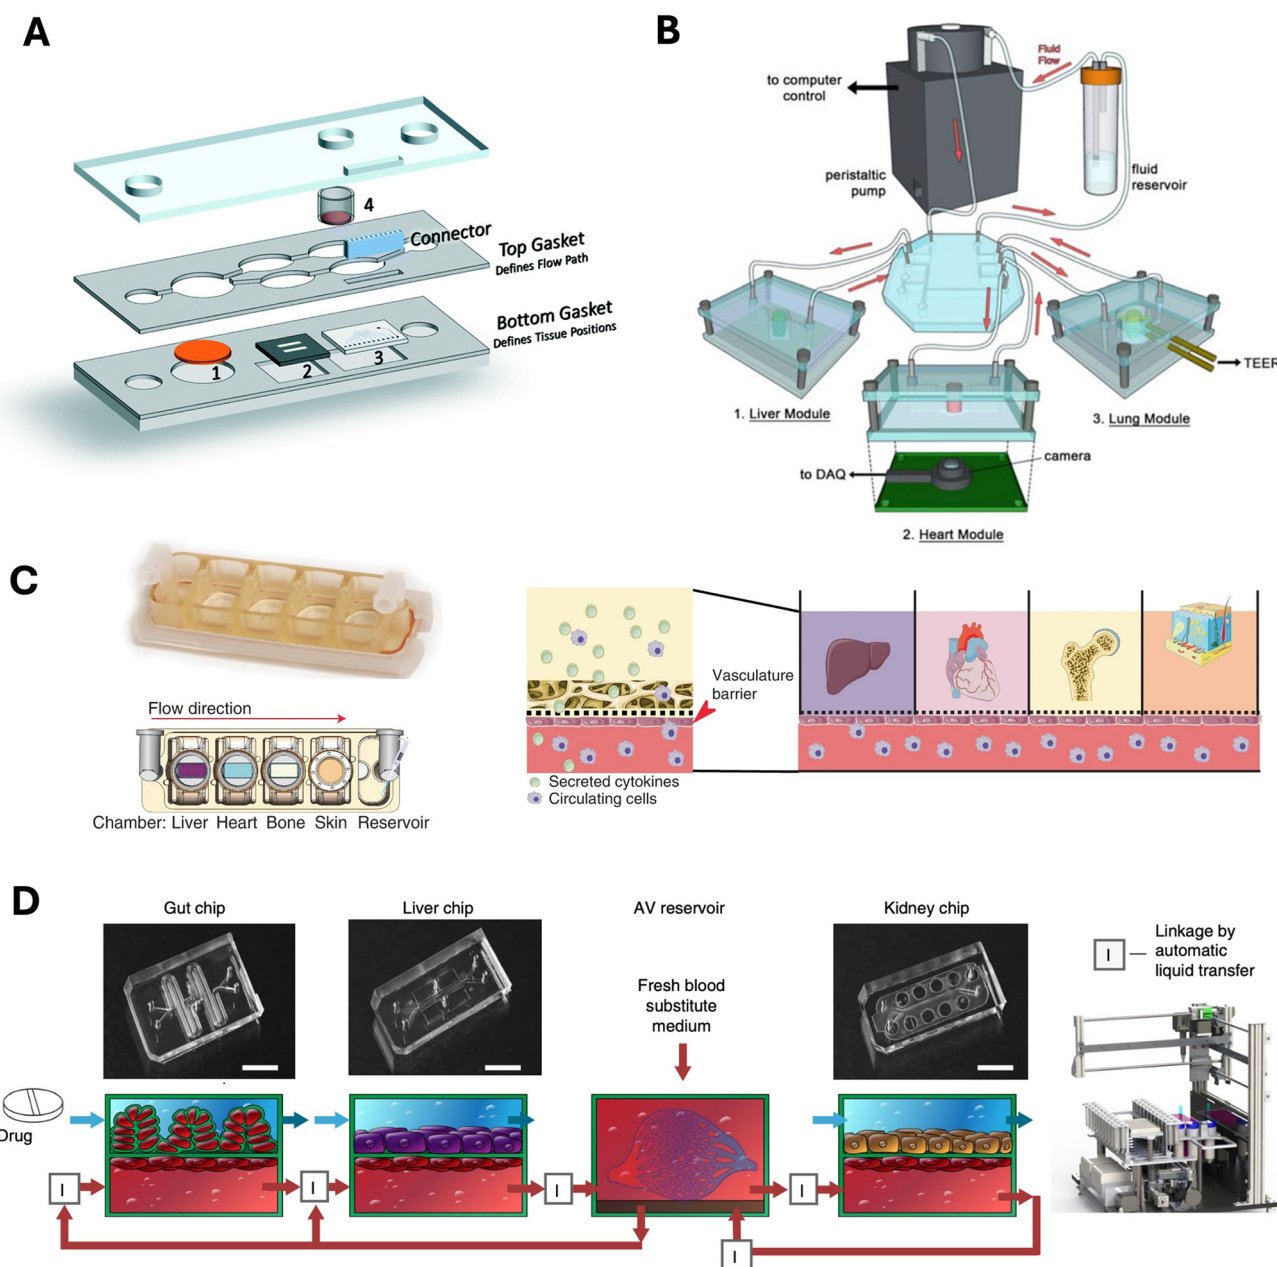 A
4
Connector
Top Gasket
Defines Flow Path
Bottom Gasket
Defines Tissue Positions
1
2
3
B
to computer
control
Fluid
Flow
peristaltic
pump
fluid
reservoir
TEER
1. Liver Module
3. Lung Module
camera
to DAQ
2. Heart Module
C
Flow direction
Chamber: Liver Heart Bone Skin Reservoir
Vasculature
barrier
Secreted cytokines
Circulating cells
D
Gut chip
Liver chip
AV reservoir
Kidney chip
Fresh blood
substitute
medium
I
Linkage by
automatic
liquid transfer
Drug
I
I
I
I
I